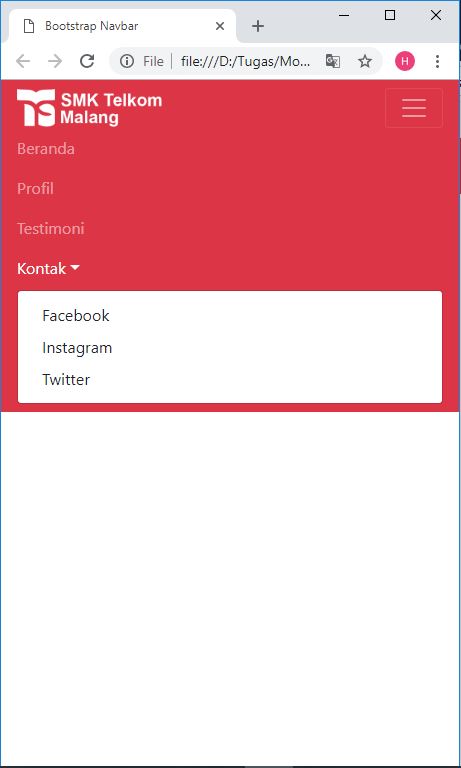 Bootstrap Navbar
File
file:///D:/Tugas/Mo...
H
SMK Telkom
Malang
Beranda
Profil
Testimoni
Kontak
Facebook
Instagram
Twitter